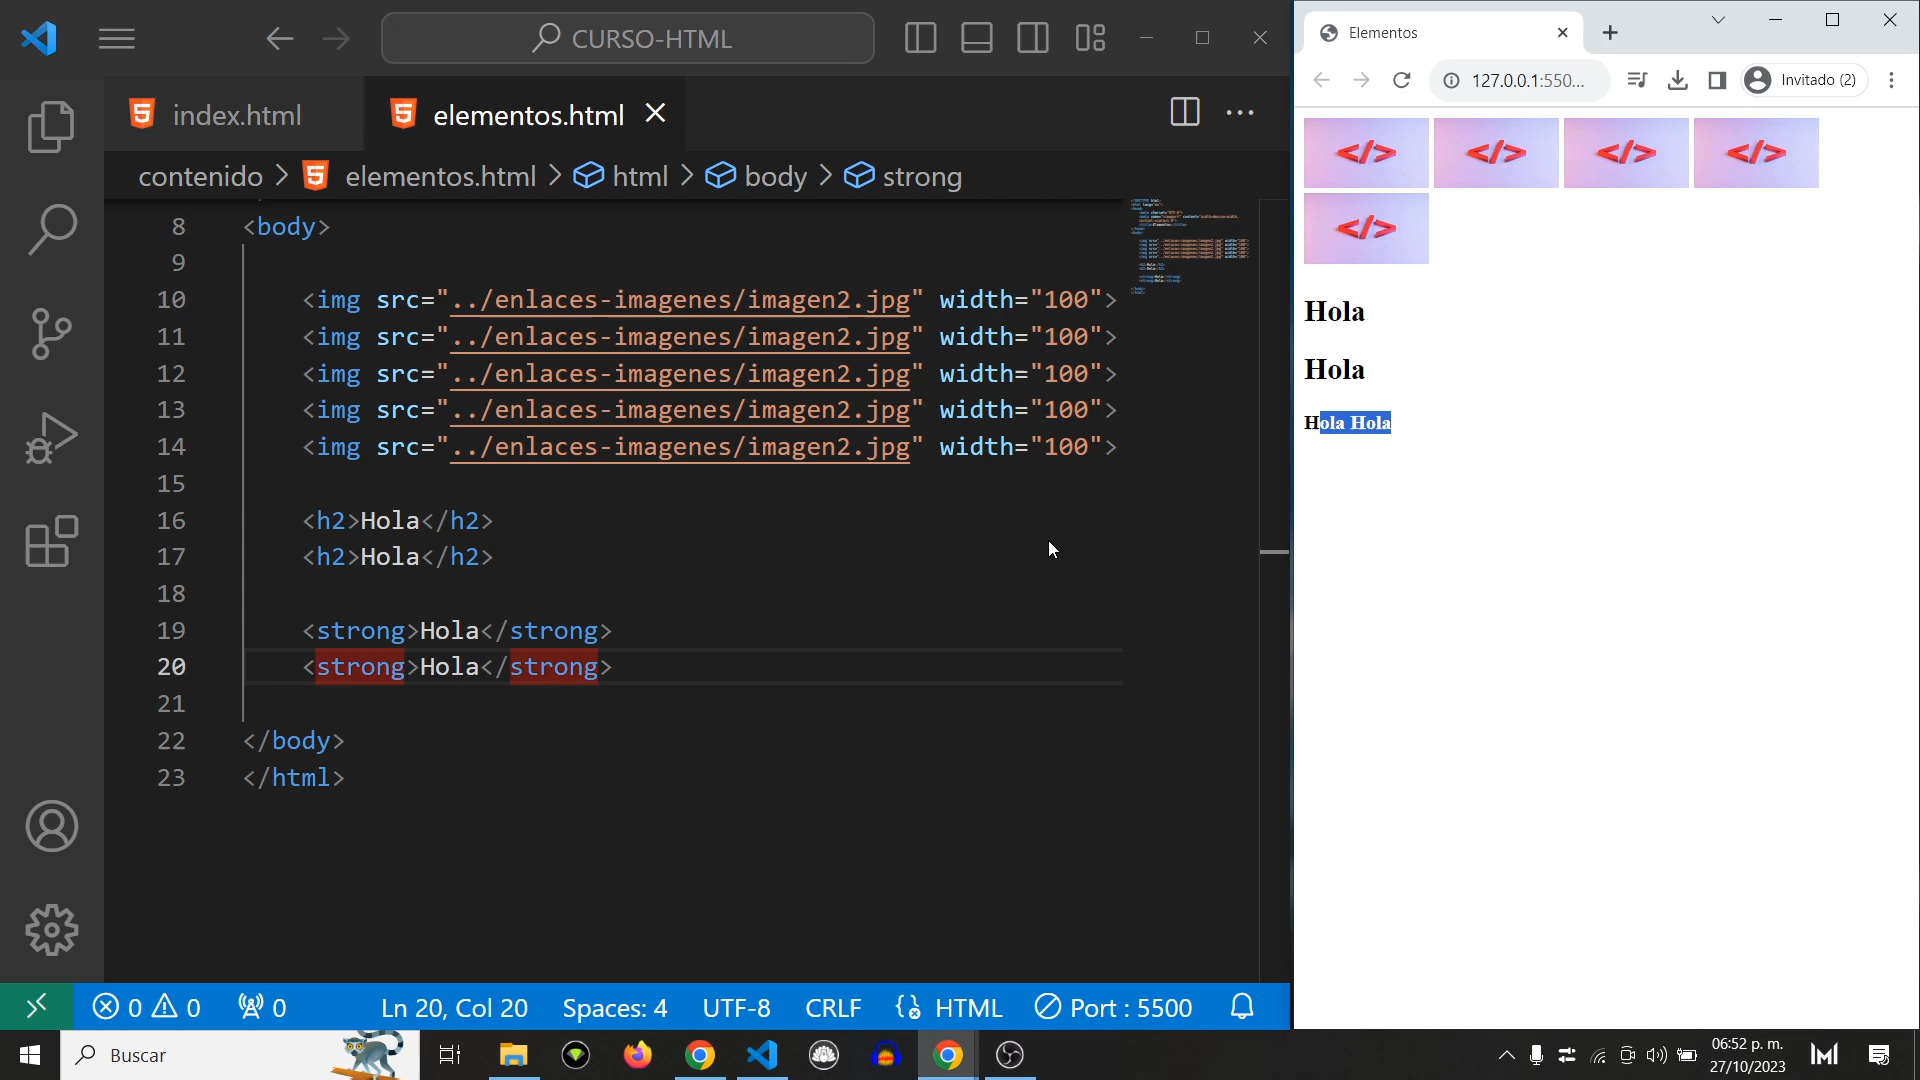 CURSO-HTML
index.html
elementos.html
contenido > elementos.html > html > body > strong
8 <body>
9
10 <img src="../enlaces-imagenes/imagen2.jpg" width="100">
11 <img src="../enlaces-imagenes/imagen2.jpg" width="100">
12 <img src="../enlaces-imagenes/imagen2.jpg" width="100">
13 <img src="../enlaces-imagenes/imagen2.jpg" width="100">
14 <img src="../enlaces-imagenes/imagen2.jpg" width="100">
15
16 <h2>Hola</h2>
17 <h2>Hola</h2>
18
19 <strong>Hola</strong>
20 <strong>Hola</strong>
21
22 </body>
23 </html>
0 0 0 Ln 20, Col 20 Spaces: 4 UTF-8 CRLF HTML Port : 5500
Elementos
127.0.0.1:550... Invitado (2)
</> </> </> </>
</>
Hola
Hola
Hola Hola
Buscar
06:52 p. m.
27/10/2023